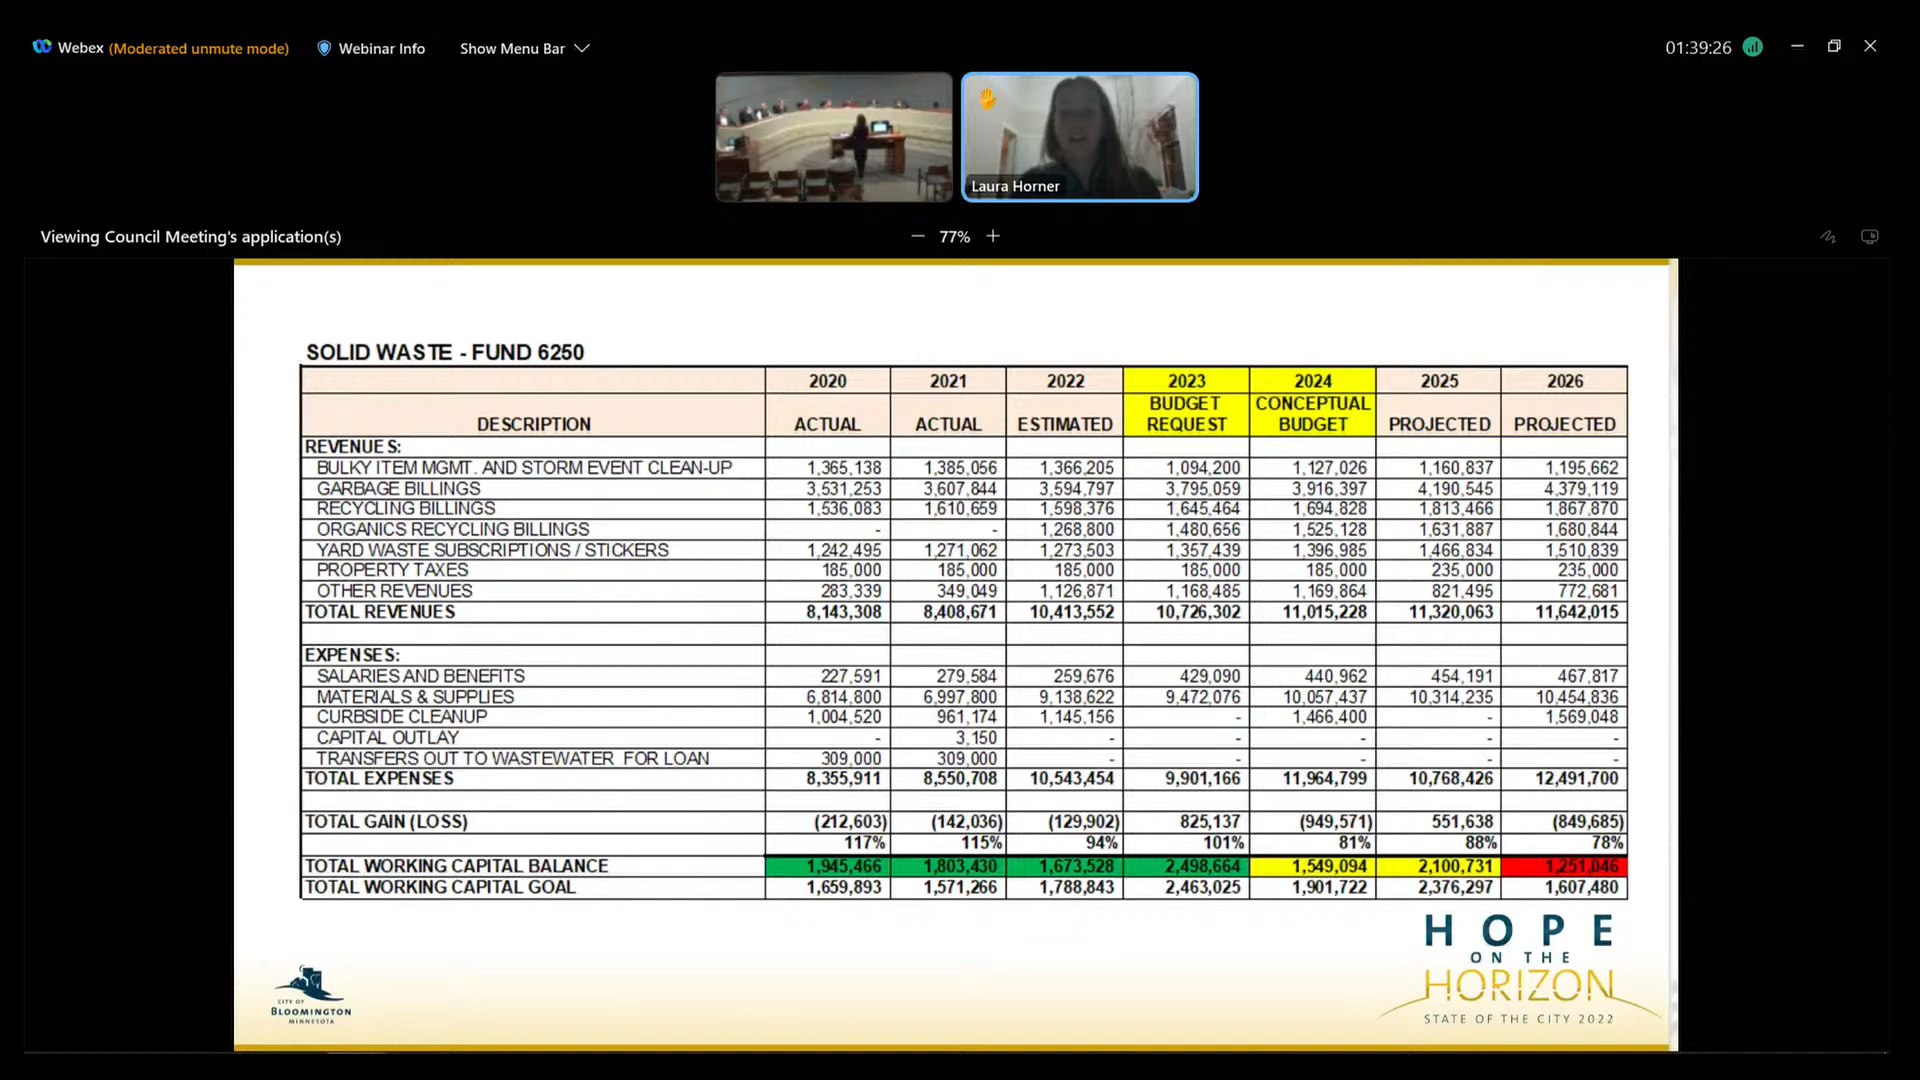 Webex (Moderated unmute mode) Webinar Info Show Menu Bar 01:39:26
Laura Horner
Viewing Council Meeting's application(s) 77%
SOLID WASTE - FUND 6250
2020 2021 2022 2023 2024 2025 2026
DESCRIPTION ACTUAL ACTUAL ESTIMATED BUDGET REQUEST CONCEPTUAL BUDGET PROJECTED PROJECTED
REVENUES:
BULKY ITEM MGMT. AND STORM EVENT CLEAN-UP 1,365,138 1,385,056 1,366,205 1,094,200 1,127,026 1,160,837 1,195,662
GARBAGE BILLINGS 3,531,253 3,607,844 3,594,797 3,795,059 3,916,397 4,190,545 4,379,119
RECYCLING BILLINGS 1,536,083 1,610,659 1,598,376 1,645,464 1,694,828 1,813,466 1,867,870
ORGANICS RECYCLING BILLINGS - - 1,268,800 1,480,656 1,525,128 1,631,887 1,680,844
YARD WASTE SUBSCRIPTIONS / STICKERS 1,242,495 1,271,062 1,273,503 1,357,439 1,396,985 1,466,834 1,510,839
PROPERTY TAXES 185,000 185,000 185,000 185,000 185,000 235,000 235,000
OTHER REVENUES 283,339 349,049 1,126,871 1,168,485 1,169,864 821,495 772,681
TOTAL REVENUES 8,143,308 8,408,671 10,413,552 10,726,302 11,015,228 11,320,063 11,642,015
EXPENSES:
SALARIES AND BENEFITS 227,591 279,584 259,676 429,090 440,962 454,191 467,817
MATERIALS & SUPPLIES 6,814,800 6,997,800 9,138,622 9,472,076 10,057,437 10,314,235 10,454,836
CURBSIDE CLEANUP 1,004,520 961,174 1,145,156 - 1,466,400 - 1,569,048
CAPITAL OUTLAY - 3,150 - - - - -
TRANSFERS OUT TO WASTEWATER FOR LOAN 309,000 309,000 - - - - -
TOTAL EXPENSES 8,355,911 8,550,708 10,543,454 9,901,166 11,964,799 10,768,426 12,491,700
TOTAL GAIN (LOSS) (212,603) (142,036) (129,902) 825,137 (949,571) 551,638 (849,685)
117% 115% 94% 101% 81% 88% 78%
TOTAL WORKING CAPITAL BALANCE 1,945,466 1,803,430 1,673,528 2,498,664 1,549,094 2,100,731 1,251,046
TOTAL WORKING CAPITAL GOAL 1,659,893 1,571,266 1,788,843 2,463,025 1,901,722 2,376,297 1,607,480
HOPE
ON THE
HORIZON
STATE OF THE CITY 2022
CITY OF
BLOOMINGTON
MINNESOTA